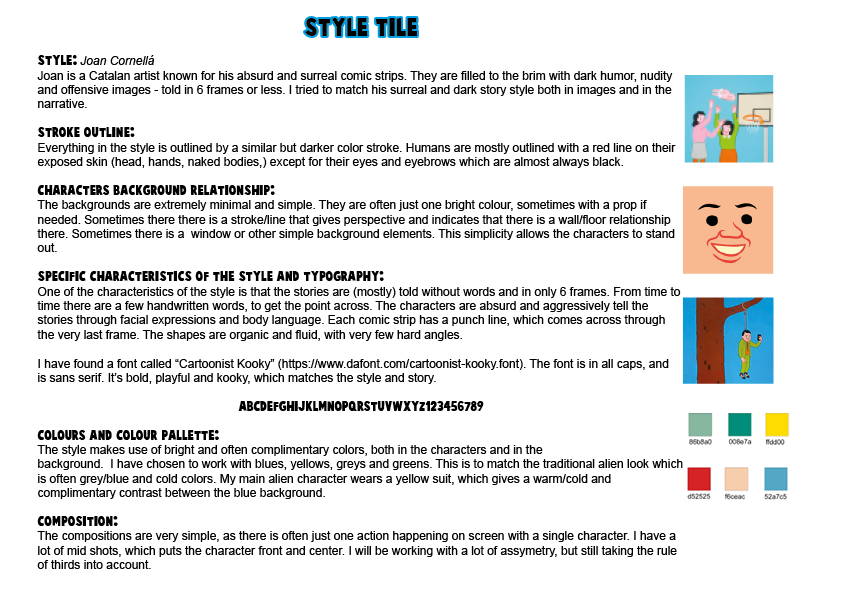 STYLE TILE
STYLE: Joan Cornellá
Joan is a Catalan artist known for his absurd and surreal comic strips. They are filled to the brim with dark humor, nudity
and offensive images - told in 6 frames or less. I tried to match his surreal and dark story style both in images and in the
narrative.
STROKE OUTLINE:
Everything in the style is outlined by a similar but darker color stroke. Humans are mostly outlined with a red line on their
exposed skin (head, hands, naked bodies,) except for their eyes and eyebrows which are almost always black.
CHARACTERS BACKGROUND RELATIONSHIP:
The backgrounds are extremely minimal and simple. They are often just one bright colour, sometimes with a prop if
needed. Sometimes there there is a stroke/line that gives perspective and indicates that there is a wall/floor relationship
there. Sometimes there is a  window or other simple background elements. This simplicity allows the characters to stand
out.
SPECIFIC CHARACTERISTICS OF THE STYLE AND TYPOGRAPHY:
One of the characteristics of the style is that the stories are (mostly) told without words and in only 6 frames. From time to
time there are a few handwritten words, to get the point across. The characters are absurd and aggressively tell the
stories through facial expressions and body language. Each comic strip has a punch line, which comes across through
the very last frame. The shapes are organic and fluid, with very few hard angles.
I have found a font called “Cartoonist Kooky” (https://www.dafont.com/cartoonist-kooky.font). The font is in all caps, and
is sans serif. It’s bold, playful and kooky, which matches the style and story.
ABCDEFGHIJKLMNOPQRSTUVWXYZ123456789
COLOURS AND COLOUR PALLETTE:
The style makes use of bright and often complimentary colors, both in the characters and in the
background.  I have chosen to work with blues, yellows, greys and greens. This is to match the traditional alien look which
is often grey/blue and cold colors. My main alien character wears a yellow suit, which gives a warm/cold and
complimentary contrast between the blue background.
COMPOSITION:
The compositions are very simple, as there is often just one action happening on screen with a single character. I have a
lot of mid shots, which puts the character front and center. I will be working with a lot of assymetry, but still taking the rule
of thirds into account.
86b8a0 008e7a ffdd00
d52525 f6ceac 52a7c5